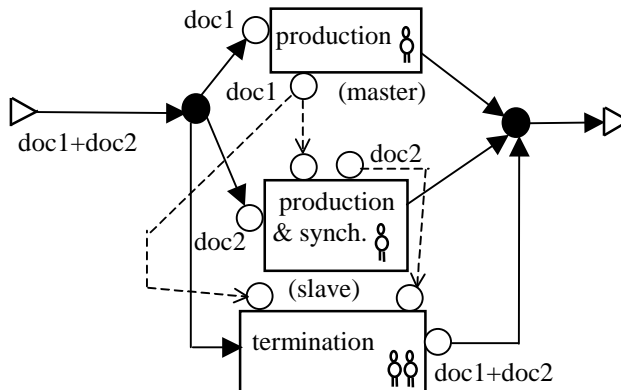 doc1
production
doc1
(master)
doc1+doc2
doc2
production
& synch.
doc2
(slave)
termination
doc1+doc2